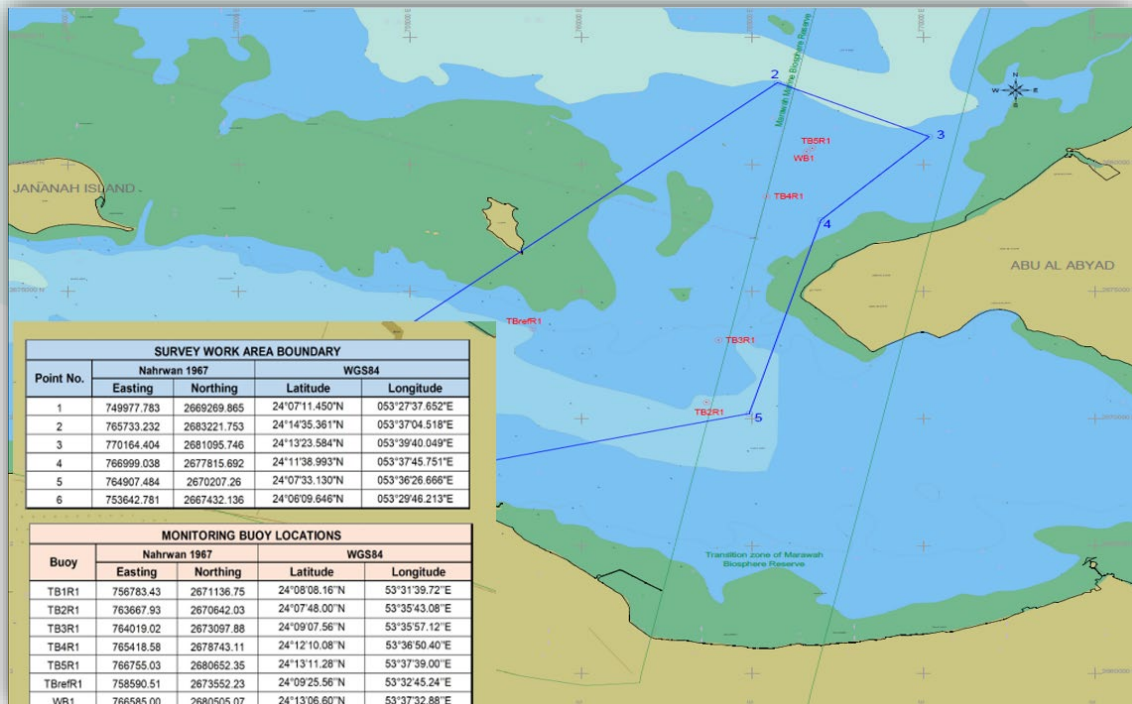 2
Marawah Marine Biosphere Reserve
N
W E
S
3
TB5R1
WB1
JANANAH ISLAND
TB4R1
4
ABU AL ABYAD
TBrefR1
TB3R1
TB2R1
5
Transition zone of Marawah
Biosphere Reserve
SURVEY WORK AREA BOUNDARY
Point No. Nahrwan 1967 WGS84
Easting Northing Latitude Longitude
1 749977.783 2669269.865 24°07'11.450"N 053°27'37.652"E
2 765733.232 2683221.753 24°14'35.361"N 053°37'04.518"E
3 770164.404 2681095.746 24°13'23.584"N 053°39'40.049"E
4 766999.038 2677815.692 24°11'38.993"N 053°37'45.751"E
5 764907.484 2670207.26 24°07'33.130"N 053°36'26.666"E
6 753642.781 2667432.136 24°06'09.646"N 053°29'46.213"E
MONITORING BUOY LOCATIONS
Buoy Nahrwan 1967 WGS84
Easting Northing Latitude Longitude
TB1R1 756783.43 2671136.75 24°08'08.16"N 53°31'39.72"E
TB2R1 763667.93 2670642.03 24°07'48.00"N 53°35'43.08"E
TB3R1 764019.02 2673097.88 24°09'07.56"N 53°35'57.12"E
TB4R1 765418.58 2678743.11 24°12'10.08"N 53°36'50.40"E
TB5R1 766755.03 2680652.35 24°13'11.28"N 53°37'39.00"E
TBrefR1 758590.51 2673552.23 24°09'25.56"N 53°32'45.24"E
WB1 766585.00 2680505.07 24°13'06.60"N 53°37'32.88"E